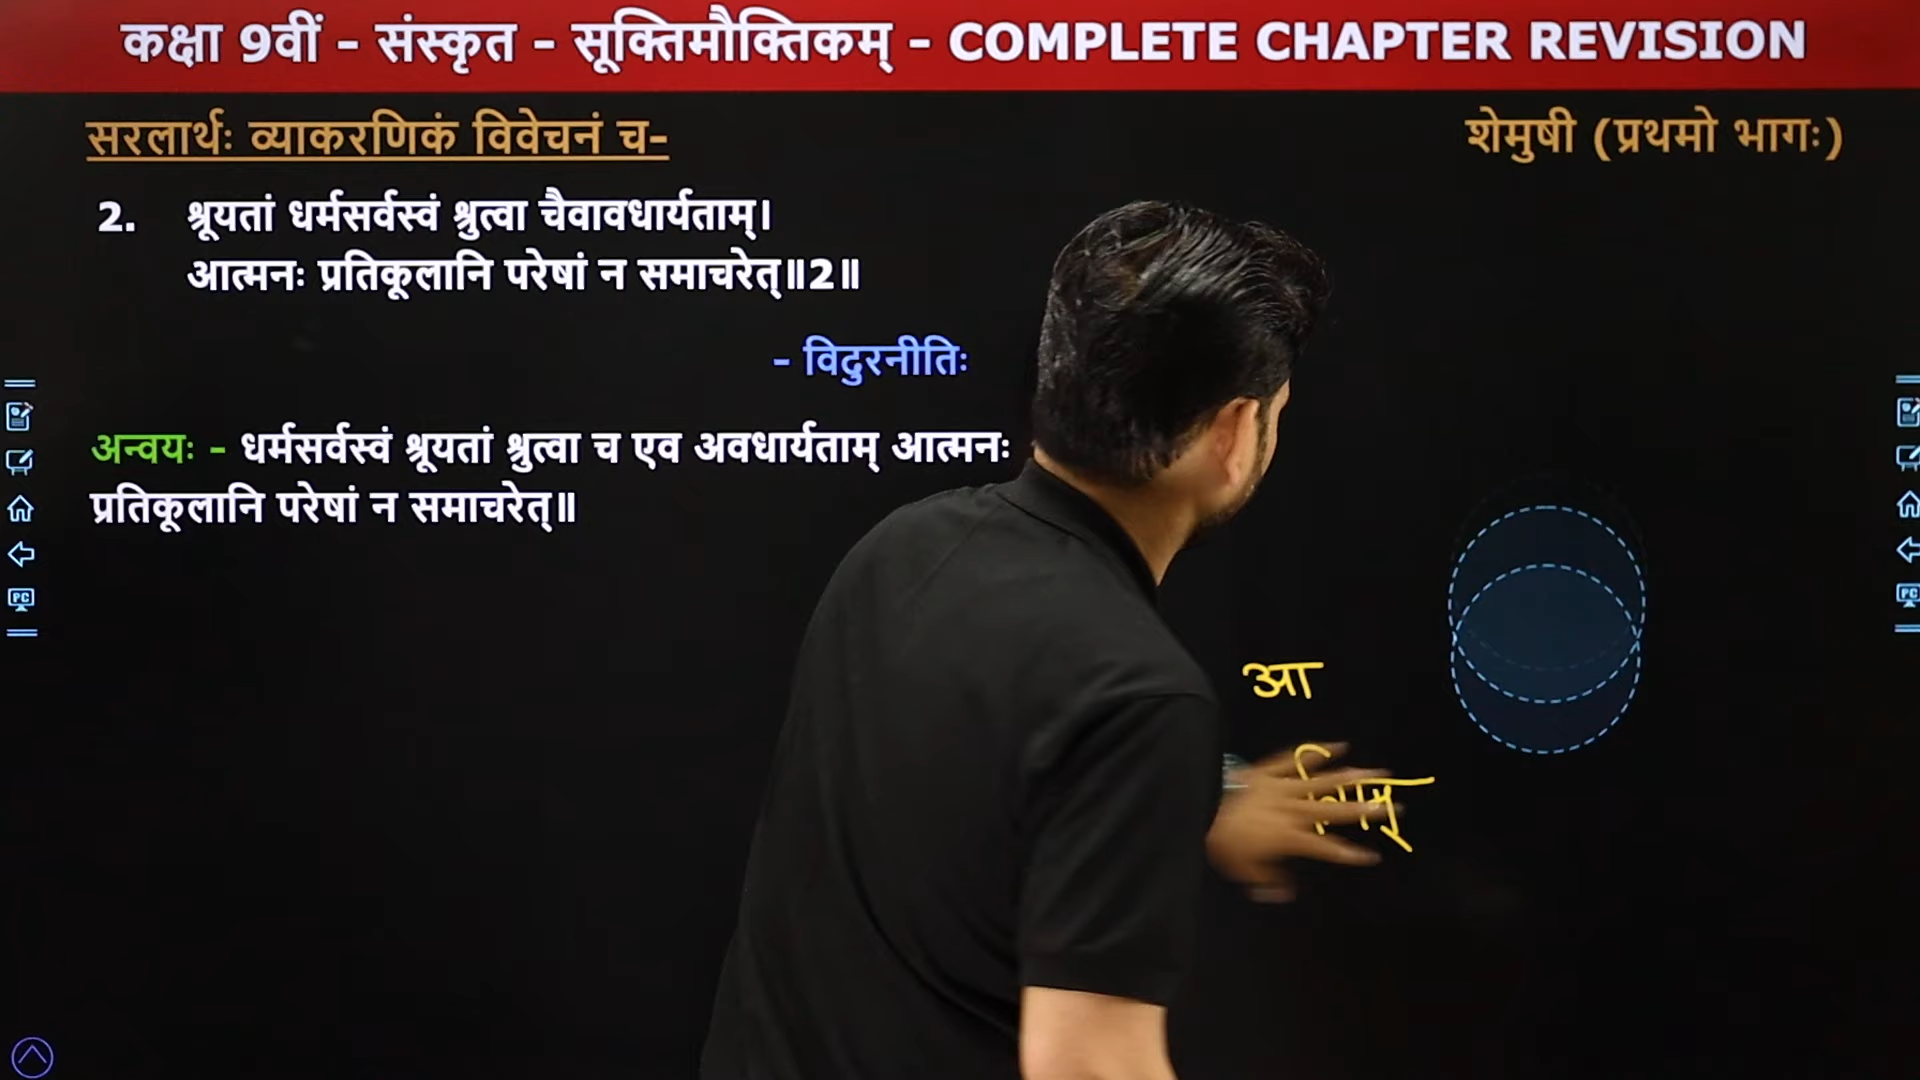 कक्षा 9वीं - संस्कृत - सूक्तिमौक्तिकम् - COMPLETE CHAPTER REVISION
सरलार्थः व्याकरणिकं विवेचनं च-
शेमुषी (प्रथमो भागः)
2. श्रूयतां धर्मसर्वस्वं श्रुत्वा चैवावधार्यताम्।
आत्मनः प्रतिकूलानि परेषां न समाचरेत्॥2॥
- विदुरनीतिः
अन्वयः - धर्मसर्वस्वं श्रूयतां श्रुत्वा च एव अवधार्यताम् आत्मनः
प्रतिकूलानि परेषां न समाचरेत्॥
आ
PC
PC